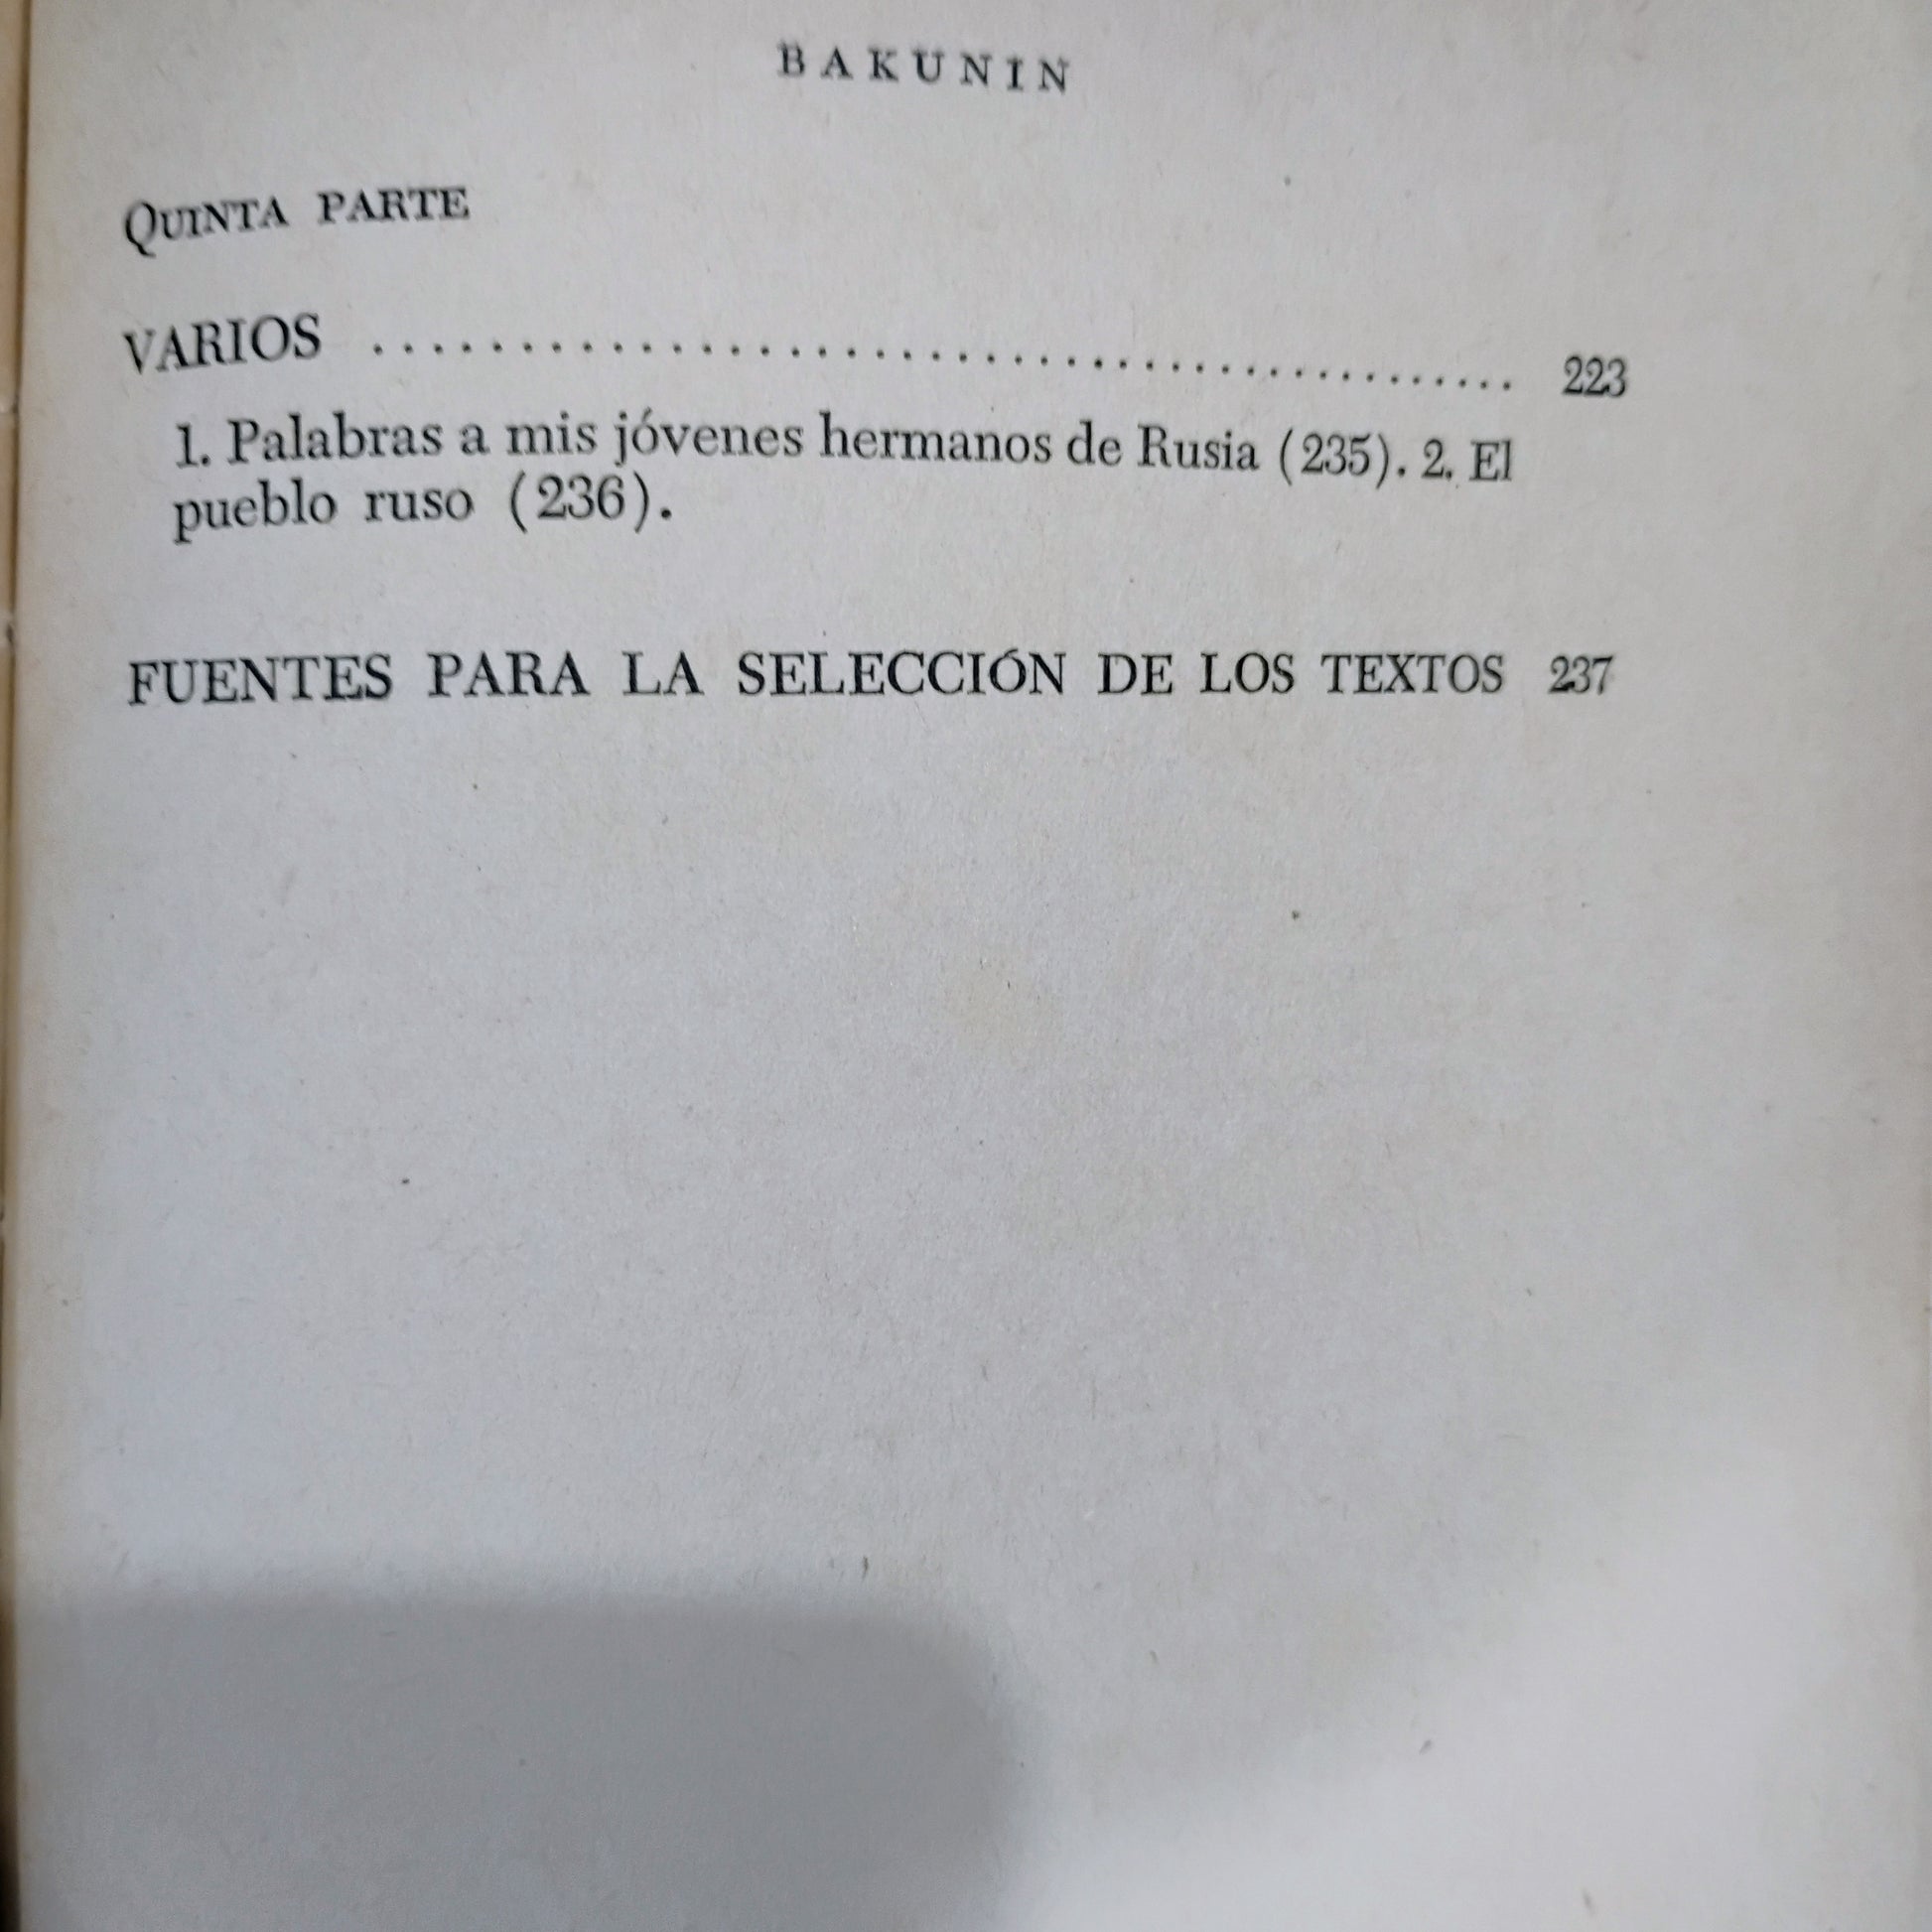 BAKUNIN
QUINTA PARTE
VARIOS ........................................ 223
1. Palabras a mis jóvenes hermanos de Rusia (235). 2. El
pueblo ruso (236).
FUENTES PARA LA SELECCIÓN DE LOS TEXTOS 237